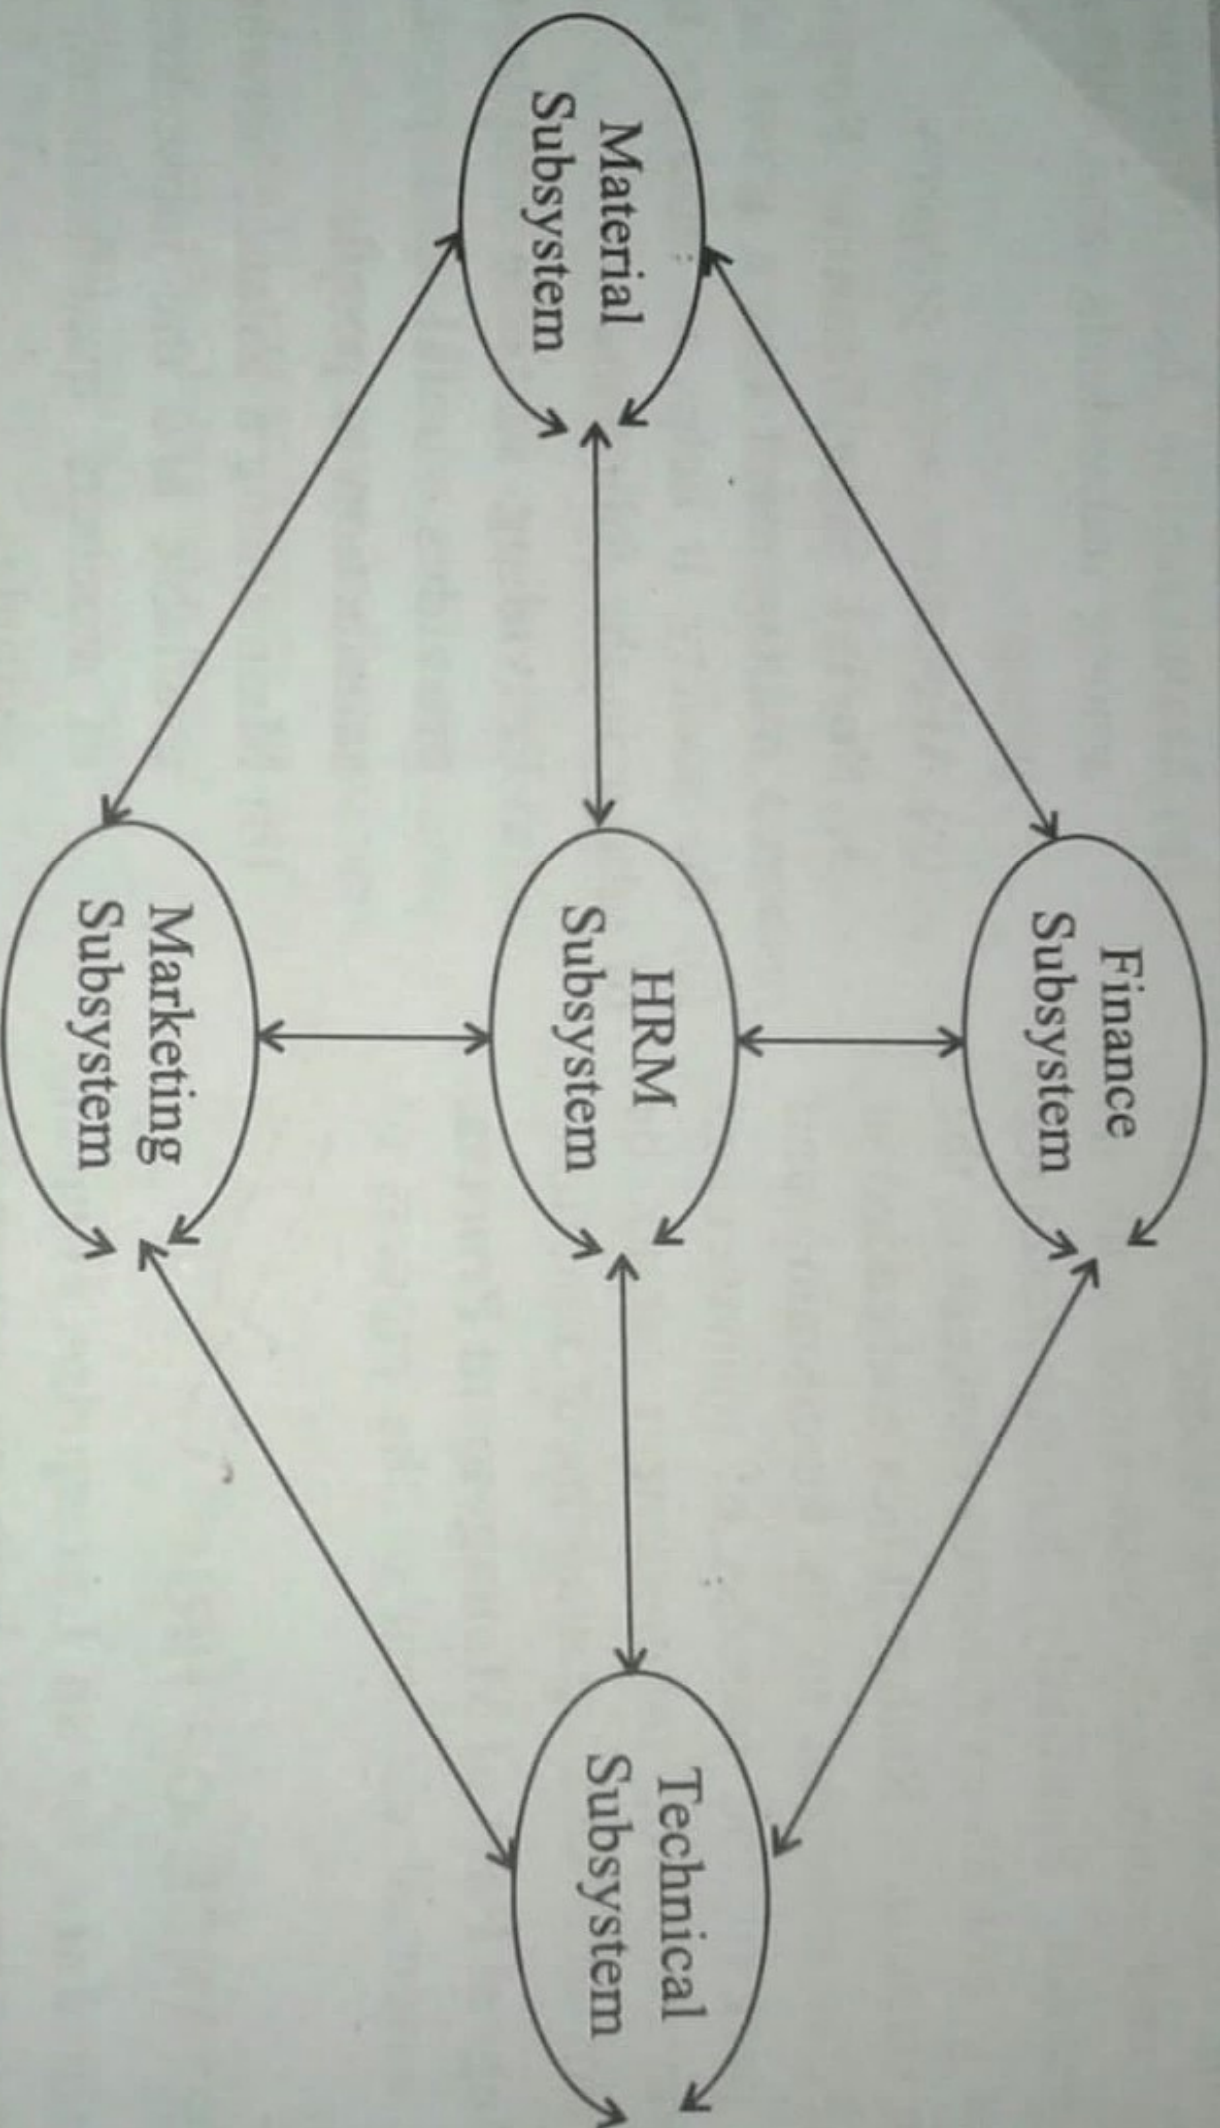 Finance
Subsystem
Material
Subsystem
HRM
Subsystem
Technical
Subsystem
Marketing
Subsystem